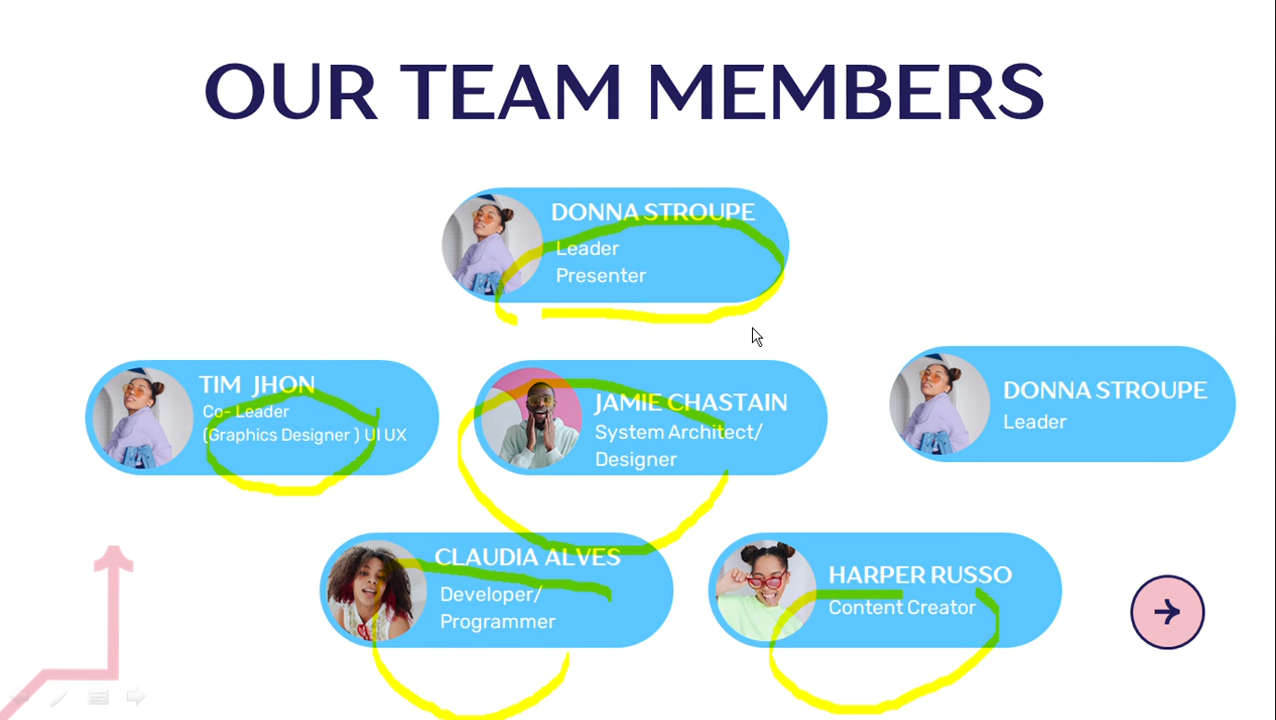 OUR TEAM MEMBERS
DONNA STROUPE
Leader
Presenter
TIM JHON
Co- Leader
(Graphics Designer ) UI UX
JAMIE CHASTAIN
System Architect/
Designer
DONNA STROUPE
Leader
CLAUDIA ALVES
Developer/
Programmer
HARPER RUSSO
Content Creator